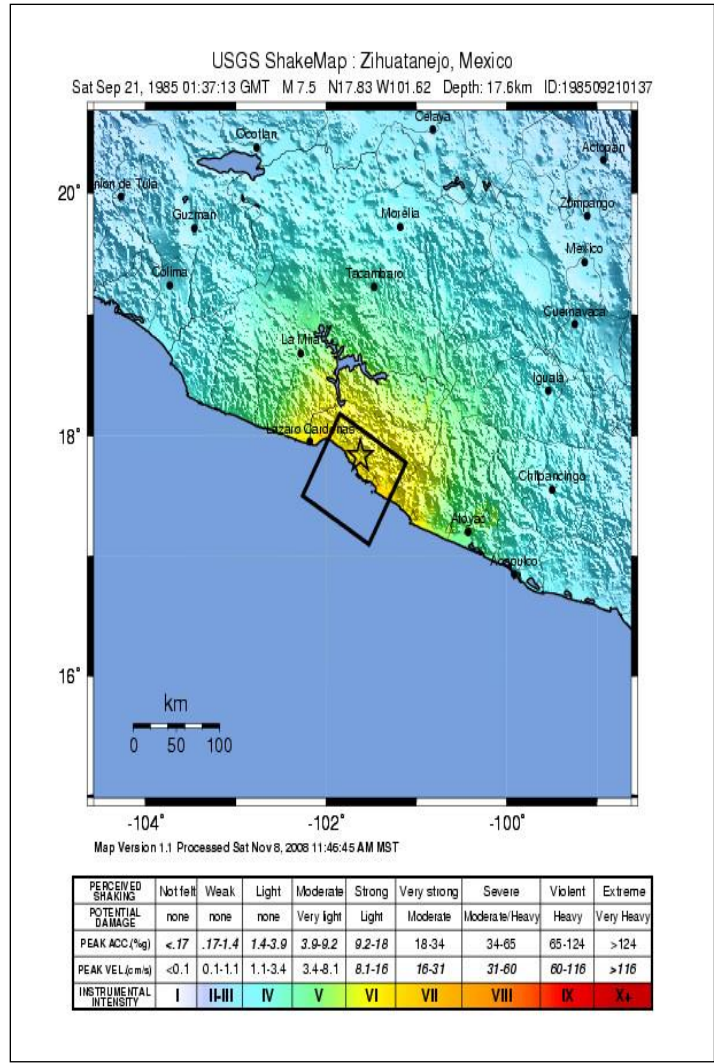 USGS ShakeMap : Zihuatanejo, Mexico
Sat Sep 21, 1985 01:37:13 GMT M 7.5 N17.83 W101.62 Depth: 17.6km ID:198509210137
Celaya
Ocotlan
Actopan
20°
nion de Tula
Zumpango
Guzman
Morelia
Mexico
Colima
Tacambaro
Cuernavaca
La Mira
Iguala
18°
Lazaro Cardenas
Chilpancingo
Atoyac
Acapulco
16°
km
0 50 100
-104° -102° -100°
Map Version 1.1 Processed Sat Nov 8, 2008 11:46:45 AM MST
PERCEIVED SHAKING Not felt Weak Light Moderate Strong Very strong Severe Violent Extreme
POTENTIAL DAMAGE none none none Very light Light Moderate Moderate/Heavy Heavy Very Heavy
PEAK ACC.(%g) <.17 .17-1.4 1.4-3.9 3.9-9.2 9.2-18 18-34 34-65 65-124 >124
PEAK VEL.(cm/s) <0.1 0.1-1.1 1.1-3.4 3.4-8.1 8.1-16 16-31 31-60 60-116 >116
INSTRUMENTAL INTENSITY I II-III IV V VI VII VIII IX X+